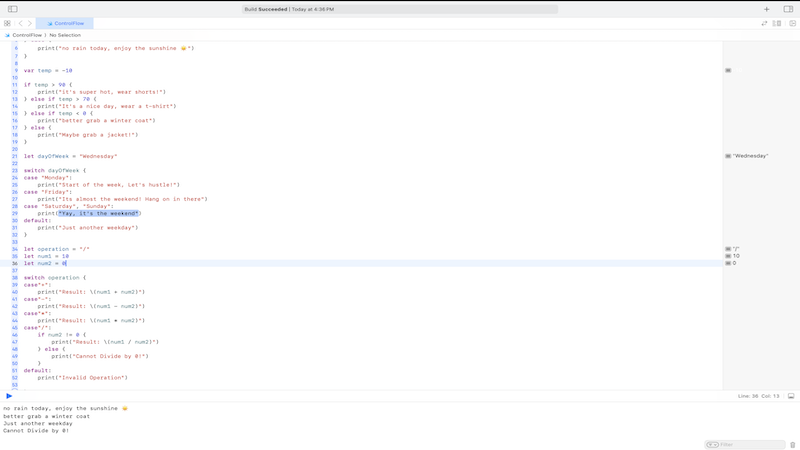 Build Succeeded | Today at 4:36 PM
ControlFlow
ControlFlow ⟩ No Selection
6 print("no rain today, enjoy the sunshine 🌞")
7 }
8
9 var temp = -10
10
11 if temp > 90 {
12 print("it's super hot, wear shorts!")
13 } else if temp > 70 {
14 print("It's a nice day, wear a t-shirt")
15 } else if temp < 0 {
16 print("better grab a winter coat")
17 } else {
18 print("Maybe grab a jacket!")
19 }
20
21 let dayOfWeek = "Wednesday" "Wednesday"
22
23 switch dayOfWeek {
24 case "Monday":
25 print("Start of the week, Let's hustle!")
26 case "Friday":
27 print("Its almost the weekend! Hang on in there")
28 case "Saturday", "Sunday":
29 print("Yay, it's the weekend")
30 default:
31 print("Just another weekday")
32 }
33
34 let operation = "/" "/"
35 let num1 = 10 10
36 let num2 = 0 0
37
38 switch operation {
39 case"+":
40 print("Result: \(num1 + num2)")
41 case"-":
42 print("Result: \(num1 - num2)")
43 case"*":
44 print("Result: \(num1 * num2)")
45 case"/":
46 if num2 != 0 {
47 print("Result: \(num1 / num2)")
48 } else {
49 print("Cannot Divide by 0!")
50 }
51 default:
52 print("Invalid Operation")
53
Line: 36 Col: 13
no rain today, enjoy the sunshine 🌞
better grab a winter coat
Just another weekday
Cannot Divide by 0!
Filter